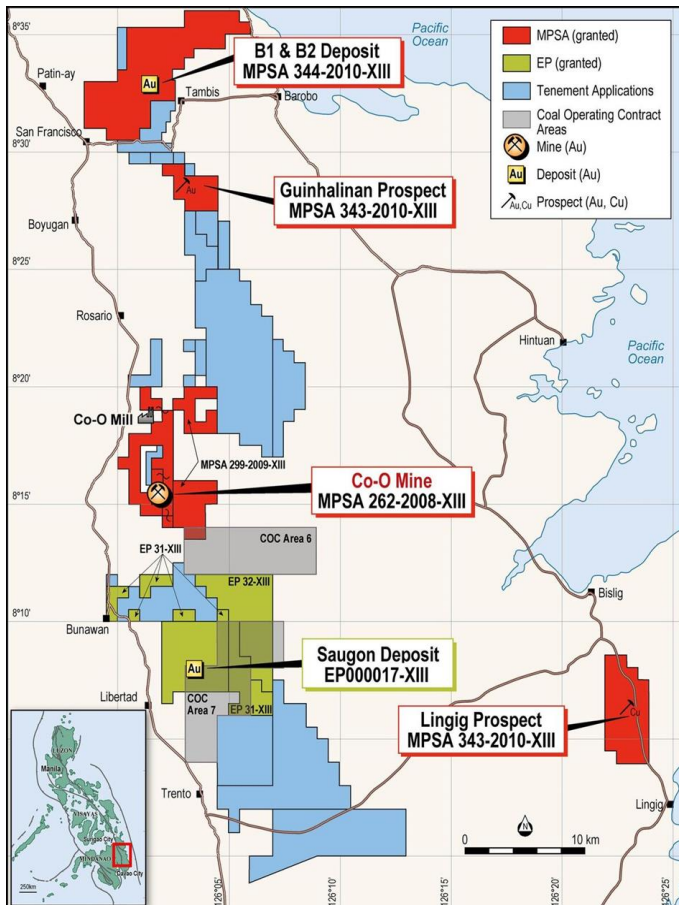 8°35'
Pacific
Ocean
B1 & B2 Deposit
MPSA 344-2010-XIII
Patin-ay
Au
Tambis
Barobo
San Francisco
8°30'
MPSA (granted)
EP (granted)
Tenement Applications
Coal Operating Contract
Areas
Mine (Au)
Au
Deposit (Au)
Au,Cu
Prospect (Au, Cu)
Au
Guinhalinan Prospect
MPSA 343-2010-XIII
Boyugan
8°25'
Rosario
Hintuan
Pacific
Ocean
8°20'
Co-O Mill
MPSA 299-2009-XIII
Co-O Mine
MPSA 262-2008-XIII
8°15'
COC Area 6
EP 31-XIII
EP 32-XIII
Bislig
8°10'
Bunawan
Saugon Deposit
EP000017-XIII
Au
Libertad
COC
Area 7
EP 31-XIII
Lingig Prospect
MPSA 343-2010-XIII
Cu
Trento
Lingig
N
0
10 km
LUZON
Manila
VISAYAS
Surigao City
MINDANAO
Davao City
250km
126°05'
126°10'
126°15'
126°20'
126°25'